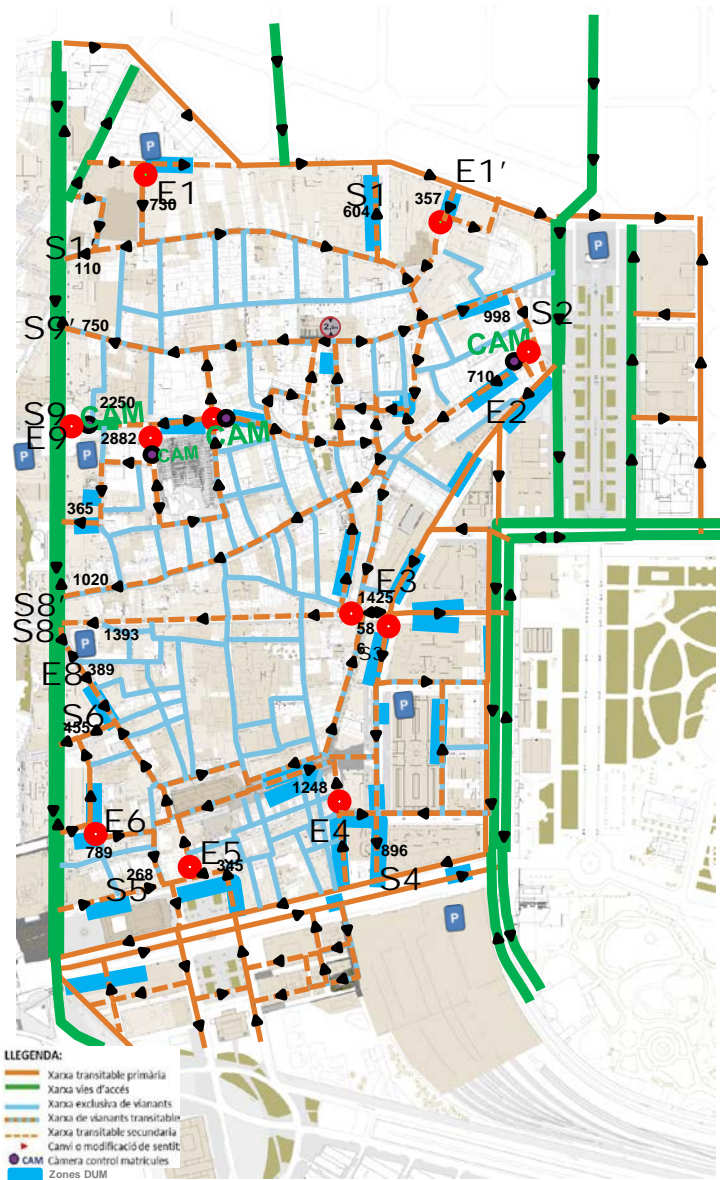 P
E1
730
S1
604
E1'
357
P
S1'
110
S9'
750
2,
998
S2
CAM
710
E2
S9
CAM
2250
CAM
E9
2882
CAM
P
P
365
S8'
1020
E3
1425
S8
1393
58
6
S3
P
E8
389
P
S6
455
1248
E6
789
E4
E5
345
268
896
S5
S4
P
LLEGENDA:
Xarxa transitable primària
Xarxa vies d'accés
Xarxa exclusiva de vianants
Xarxa de vianants transitable
Xarxa transitable secundaria
Canvi o modificació de sentit
CAM Càmera control matrícules
Zones DUM